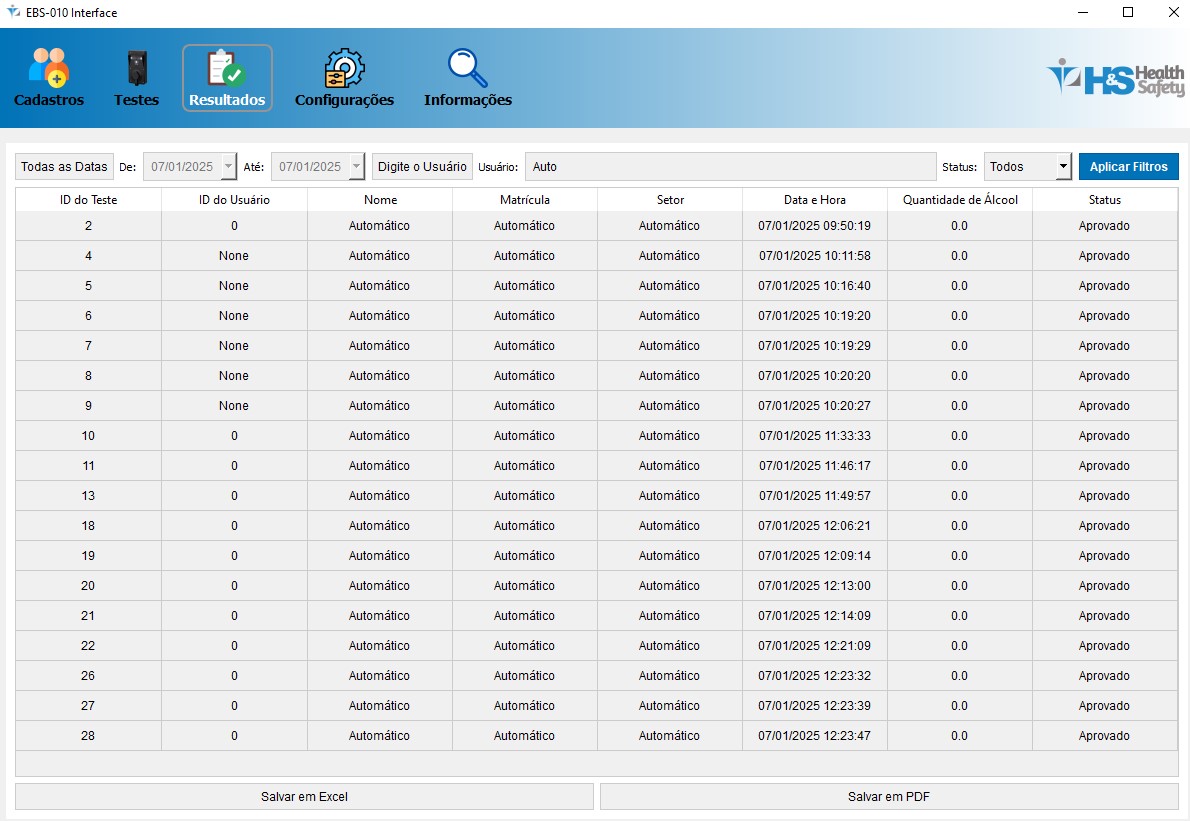 EBS-010 Interface
Cadastros Testes Resultados Configurações Informações
H&S Health Safety
Todas as Datas De: 07/01/2025 Até: 07/01/2025 Digite o Usuário Usuário: Auto Status: Todos Aplicar Filtros
ID do Teste ID do Usuário Nome Matrícula Setor Data e Hora Quantidade de Álcool Status
2 0 Automático Automático Automático 07/01/2025 09:50:19 0.0 Aprovado
4 None Automático Automático Automático 07/01/2025 10:11:58 0.0 Aprovado
5 None Automático Automático Automático 07/01/2025 10:16:40 0.0 Aprovado
6 None Automático Automático Automático 07/01/2025 10:19:20 0.0 Aprovado
7 None Automático Automático Automático 07/01/2025 10:19:29 0.0 Aprovado
8 None Automático Automático Automático 07/01/2025 10:20:20 0.0 Aprovado
9 None Automático Automático Automático 07/01/2025 10:20:27 0.0 Aprovado
10 0 Automático Automático Automático 07/01/2025 11:33:33 0.0 Aprovado
11 0 Automático Automático Automático 07/01/2025 11:46:17 0.0 Aprovado
13 0 Automático Automático Automático 07/01/2025 11:49:57 0.0 Aprovado
18 0 Automático Automático Automático 07/01/2025 12:06:21 0.0 Aprovado
19 0 Automático Automático Automático 07/01/2025 12:09:14 0.0 Aprovado
20 0 Automático Automático Automático 07/01/2025 12:13:00 0.0 Aprovado
21 0 Automático Automático Automático 07/01/2025 12:14:09 0.0 Aprovado
22 0 Automático Automático Automático 07/01/2025 12:21:09 0.0 Aprovado
26 0 Automático Automático Automático 07/01/2025 12:23:32 0.0 Aprovado
27 0 Automático Automático Automático 07/01/2025 12:23:39 0.0 Aprovado
28 0 Automático Automático Automático 07/01/2025 12:23:47 0.0 Aprovado
Salvar em Excel Salvar em PDF